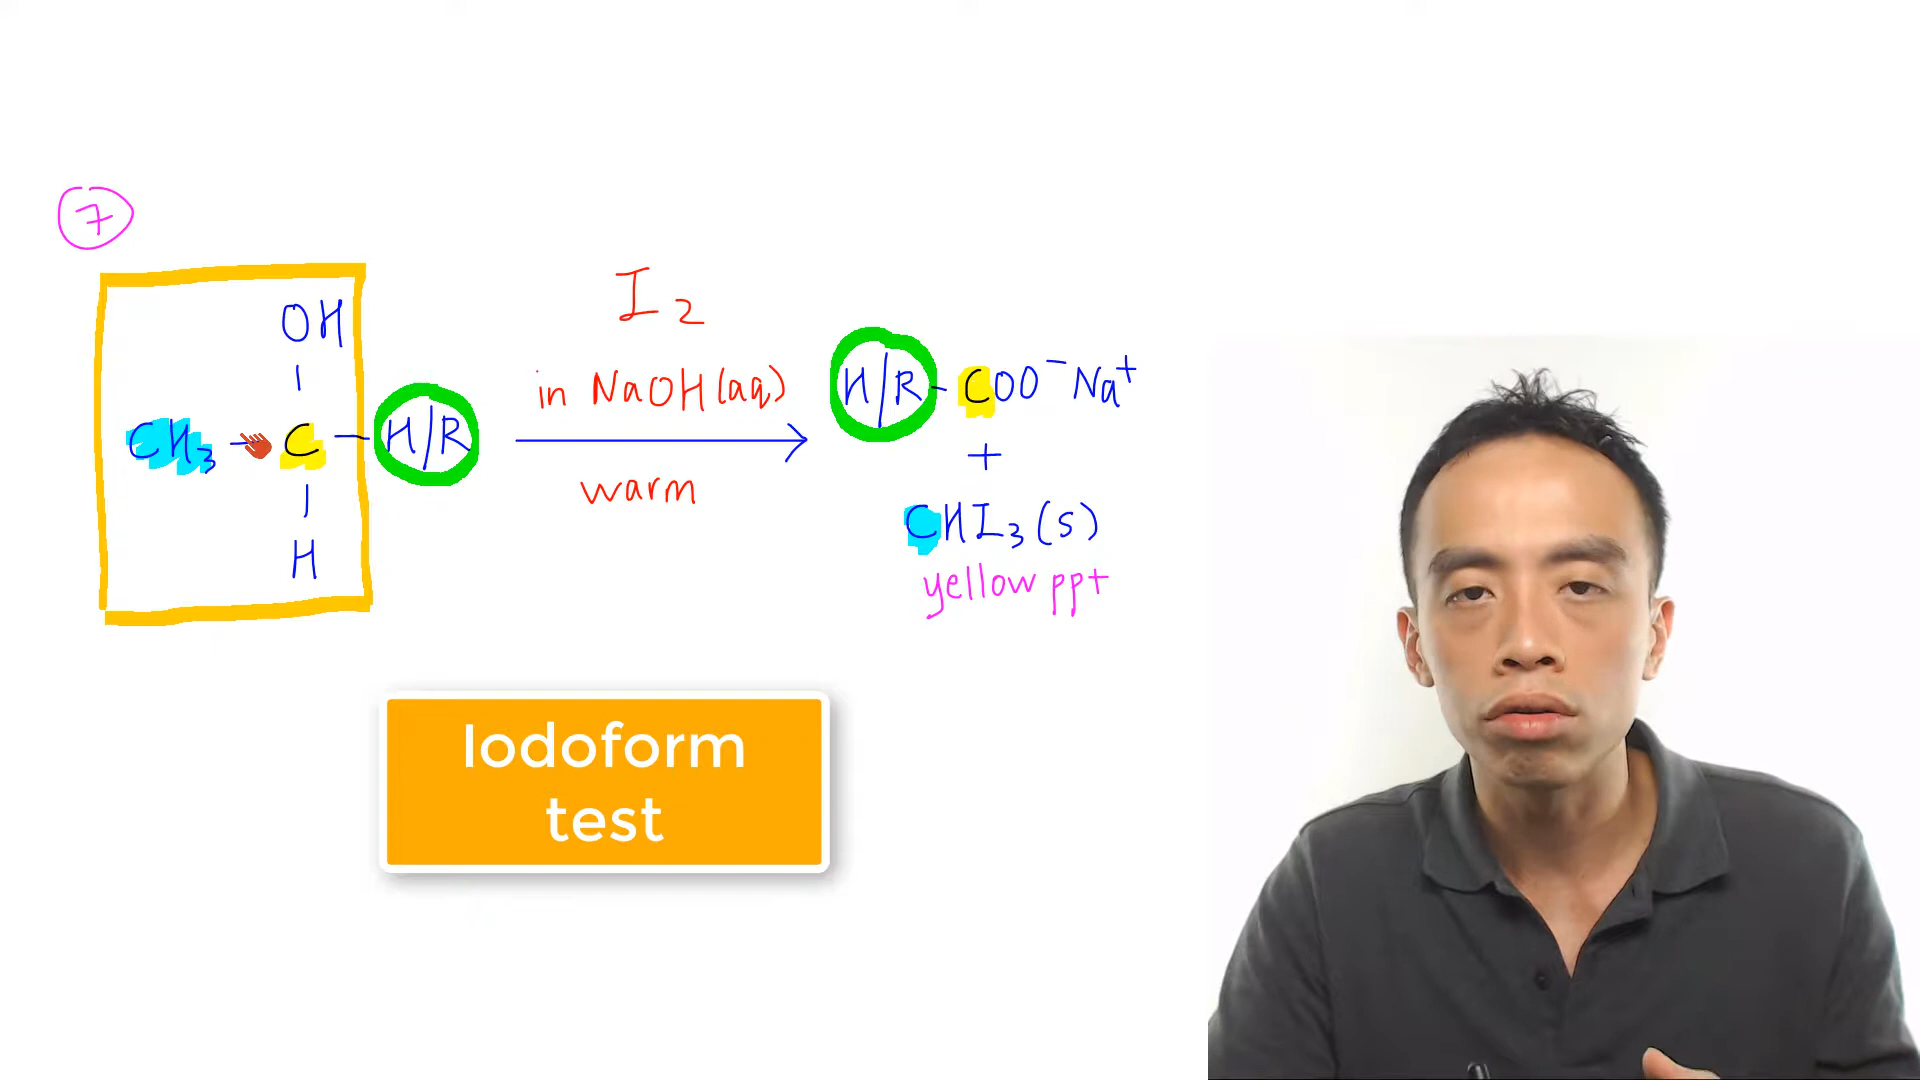 7
OH
CH₃ - C - H/R
H
I₂
in NaOH(aq)
warm
H/R - COO⁻Na⁺
+
CHI₃(s)
yellow ppt
Iodoform
test